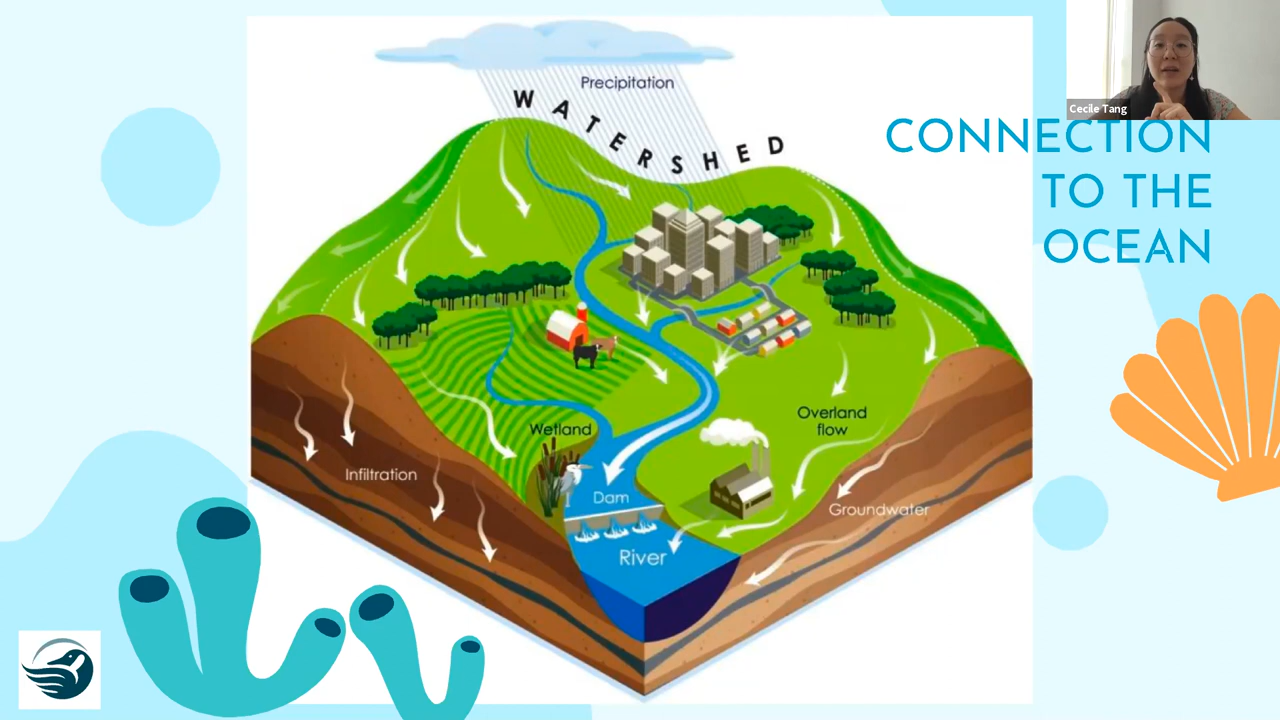 Precipitation
WATERSHED
Cecile Tang
CONNECTION
TO THE
OCEAN
Overland
flow
Wetland
Infiltration
Dam
Groundwater
River